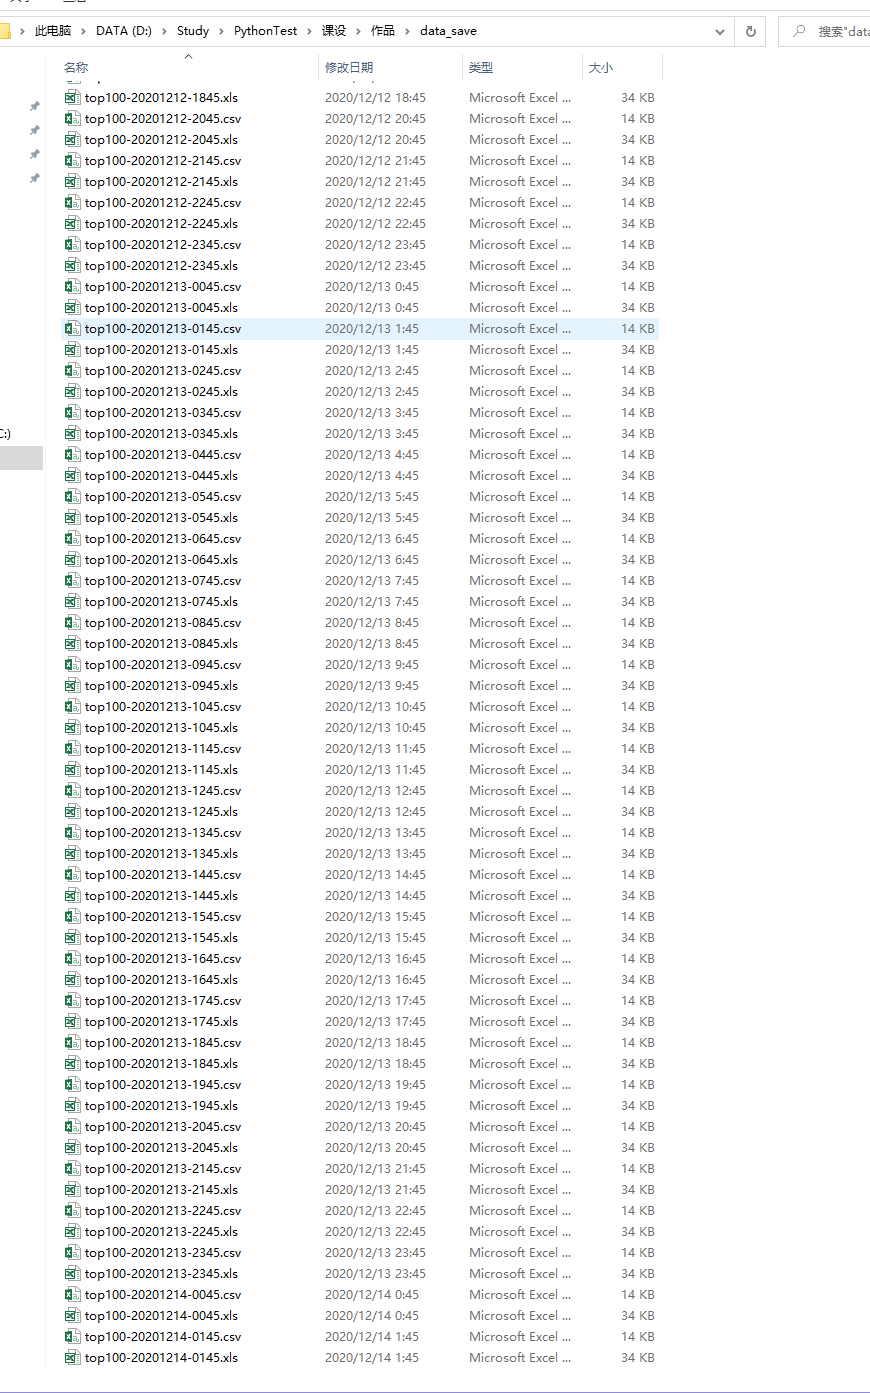 此电脑 > DATA (D:) > Study > PythonTest > 课设 > 作品 > data_save 搜索"data
名称 修改日期 类型 大小
top100-20201212-1845.xls 2020/12/12 18:45 Microsoft Excel ... 34 KB
top100-20201212-2045.csv 2020/12/12 20:45 Microsoft Excel ... 14 KB
top100-20201212-2045.xls 2020/12/12 20:45 Microsoft Excel ... 34 KB
top100-20201212-2145.csv 2020/12/12 21:45 Microsoft Excel ... 14 KB
top100-20201212-2145.xls 2020/12/12 21:45 Microsoft Excel ... 34 KB
top100-20201212-2245.csv 2020/12/12 22:45 Microsoft Excel ... 14 KB
top100-20201212-2245.xls 2020/12/12 22:45 Microsoft Excel ... 34 KB
top100-20201212-2345.csv 2020/12/12 23:45 Microsoft Excel ... 14 KB
top100-20201212-2345.xls 2020/12/12 23:45 Microsoft Excel ... 34 KB
top100-20201213-0045.csv 2020/12/13 0:45 Microsoft Excel ... 14 KB
top100-20201213-0045.xls 2020/12/13 0:45 Microsoft Excel ... 34 KB
top100-20201213-0145.csv 2020/12/13 1:45 Microsoft Excel ... 14 KB
top100-20201213-0145.xls 2020/12/13 1:45 Microsoft Excel ... 34 KB
top100-20201213-0245.csv 2020/12/13 2:45 Microsoft Excel ... 14 KB
top100-20201213-0245.xls 2020/12/13 2:45 Microsoft Excel ... 34 KB
top100-20201213-0345.csv 2020/12/13 3:45 Microsoft Excel ... 14 KB
C:) top100-20201213-0345.xls 2020/12/13 3:45 Microsoft Excel ... 34 KB
top100-20201213-0445.csv 2020/12/13 4:45 Microsoft Excel ... 14 KB
top100-20201213-0445.xls 2020/12/13 4:45 Microsoft Excel ... 34 KB
top100-20201213-0545.csv 2020/12/13 5:45 Microsoft Excel ... 14 KB
top100-20201213-0545.xls 2020/12/13 5:45 Microsoft Excel ... 34 KB
top100-20201213-0645.csv 2020/12/13 6:45 Microsoft Excel ... 14 KB
top100-20201213-0645.xls 2020/12/13 6:45 Microsoft Excel ... 34 KB
top100-20201213-0745.csv 2020/12/13 7:45 Microsoft Excel ... 14 KB
top100-20201213-0745.xls 2020/12/13 7:45 Microsoft Excel ... 34 KB
top100-20201213-0845.csv 2020/12/13 8:45 Microsoft Excel ... 14 KB
top100-20201213-0845.xls 2020/12/13 8:45 Microsoft Excel ... 34 KB
top100-20201213-0945.csv 2020/12/13 9:45 Microsoft Excel ... 14 KB
top100-20201213-0945.xls 2020/12/13 9:45 Microsoft Excel ... 34 KB
top100-20201213-1045.csv 2020/12/13 10:45 Microsoft Excel ... 14 KB
top100-20201213-1045.xls 2020/12/13 10:45 Microsoft Excel ... 34 KB
top100-20201213-1145.csv 2020/12/13 11:45 Microsoft Excel ... 14 KB
top100-20201213-1145.xls 2020/12/13 11:45 Microsoft Excel ... 34 KB
top100-20201213-1245.csv 2020/12/13 12:45 Microsoft Excel ... 14 KB
top100-20201213-1245.xls 2020/12/13 12:45 Microsoft Excel ... 34 KB
top100-20201213-1345.csv 2020/12/13 13:45 Microsoft Excel ... 14 KB
top100-20201213-1345.xls 2020/12/13 13:45 Microsoft Excel ... 34 KB
top100-20201213-1445.csv 2020/12/13 14:45 Microsoft Excel ... 14 KB
top100-20201213-1445.xls 2020/12/13 14:45 Microsoft Excel ... 34 KB
top100-20201213-1545.csv 2020/12/13 15:45 Microsoft Excel ... 14 KB
top100-20201213-1545.xls 2020/12/13 15:45 Microsoft Excel ... 34 KB
top100-20201213-1645.csv 2020/12/13 16:45 Microsoft Excel ... 14 KB
top100-20201213-1645.xls 2020/12/13 16:45 Microsoft Excel ... 34 KB
top100-20201213-1745.csv 2020/12/13 17:45 Microsoft Excel ... 14 KB
top100-20201213-1745.xls 2020/12/13 17:45 Microsoft Excel ... 34 KB
top100-20201213-1845.csv 2020/12/13 18:45 Microsoft Excel ... 14 KB
top100-20201213-1845.xls 2020/12/13 18:45 Microsoft Excel ... 34 KB
top100-20201213-1945.csv 2020/12/13 19:45 Microsoft Excel ... 14 KB
top100-20201213-1945.xls 2020/12/13 19:45 Microsoft Excel ... 34 KB
top100-20201213-2045.csv 2020/12/13 20:45 Microsoft Excel ... 14 KB
top100-20201213-2045.xls 2020/12/13 20:45 Microsoft Excel ... 34 KB
top100-20201213-2145.csv 2020/12/13 21:45 Microsoft Excel ... 14 KB
top100-20201213-2145.xls 2020/12/13 21:45 Microsoft Excel ... 34 KB
top100-20201213-2245.csv 2020/12/13 22:45 Microsoft Excel ... 14 KB
top100-20201213-2245.xls 2020/12/13 22:45 Microsoft Excel ... 34 KB
top100-20201213-2345.csv 2020/12/13 23:45 Microsoft Excel ... 14 KB
top100-20201213-2345.xls 2020/12/13 23:45 Microsoft Excel ... 34 KB
top100-20201214-0045.csv 2020/12/14 0:45 Microsoft Excel ... 14 KB
top100-20201214-0045.xls 2020/12/14 0:45 Microsoft Excel ... 34 KB
top100-20201214-0145.csv 2020/12/14 1:45 Microsoft Excel ... 14 KB
top100-20201214-0145.xls 2020/12/14 1:45 Microsoft Excel ... 34 KB